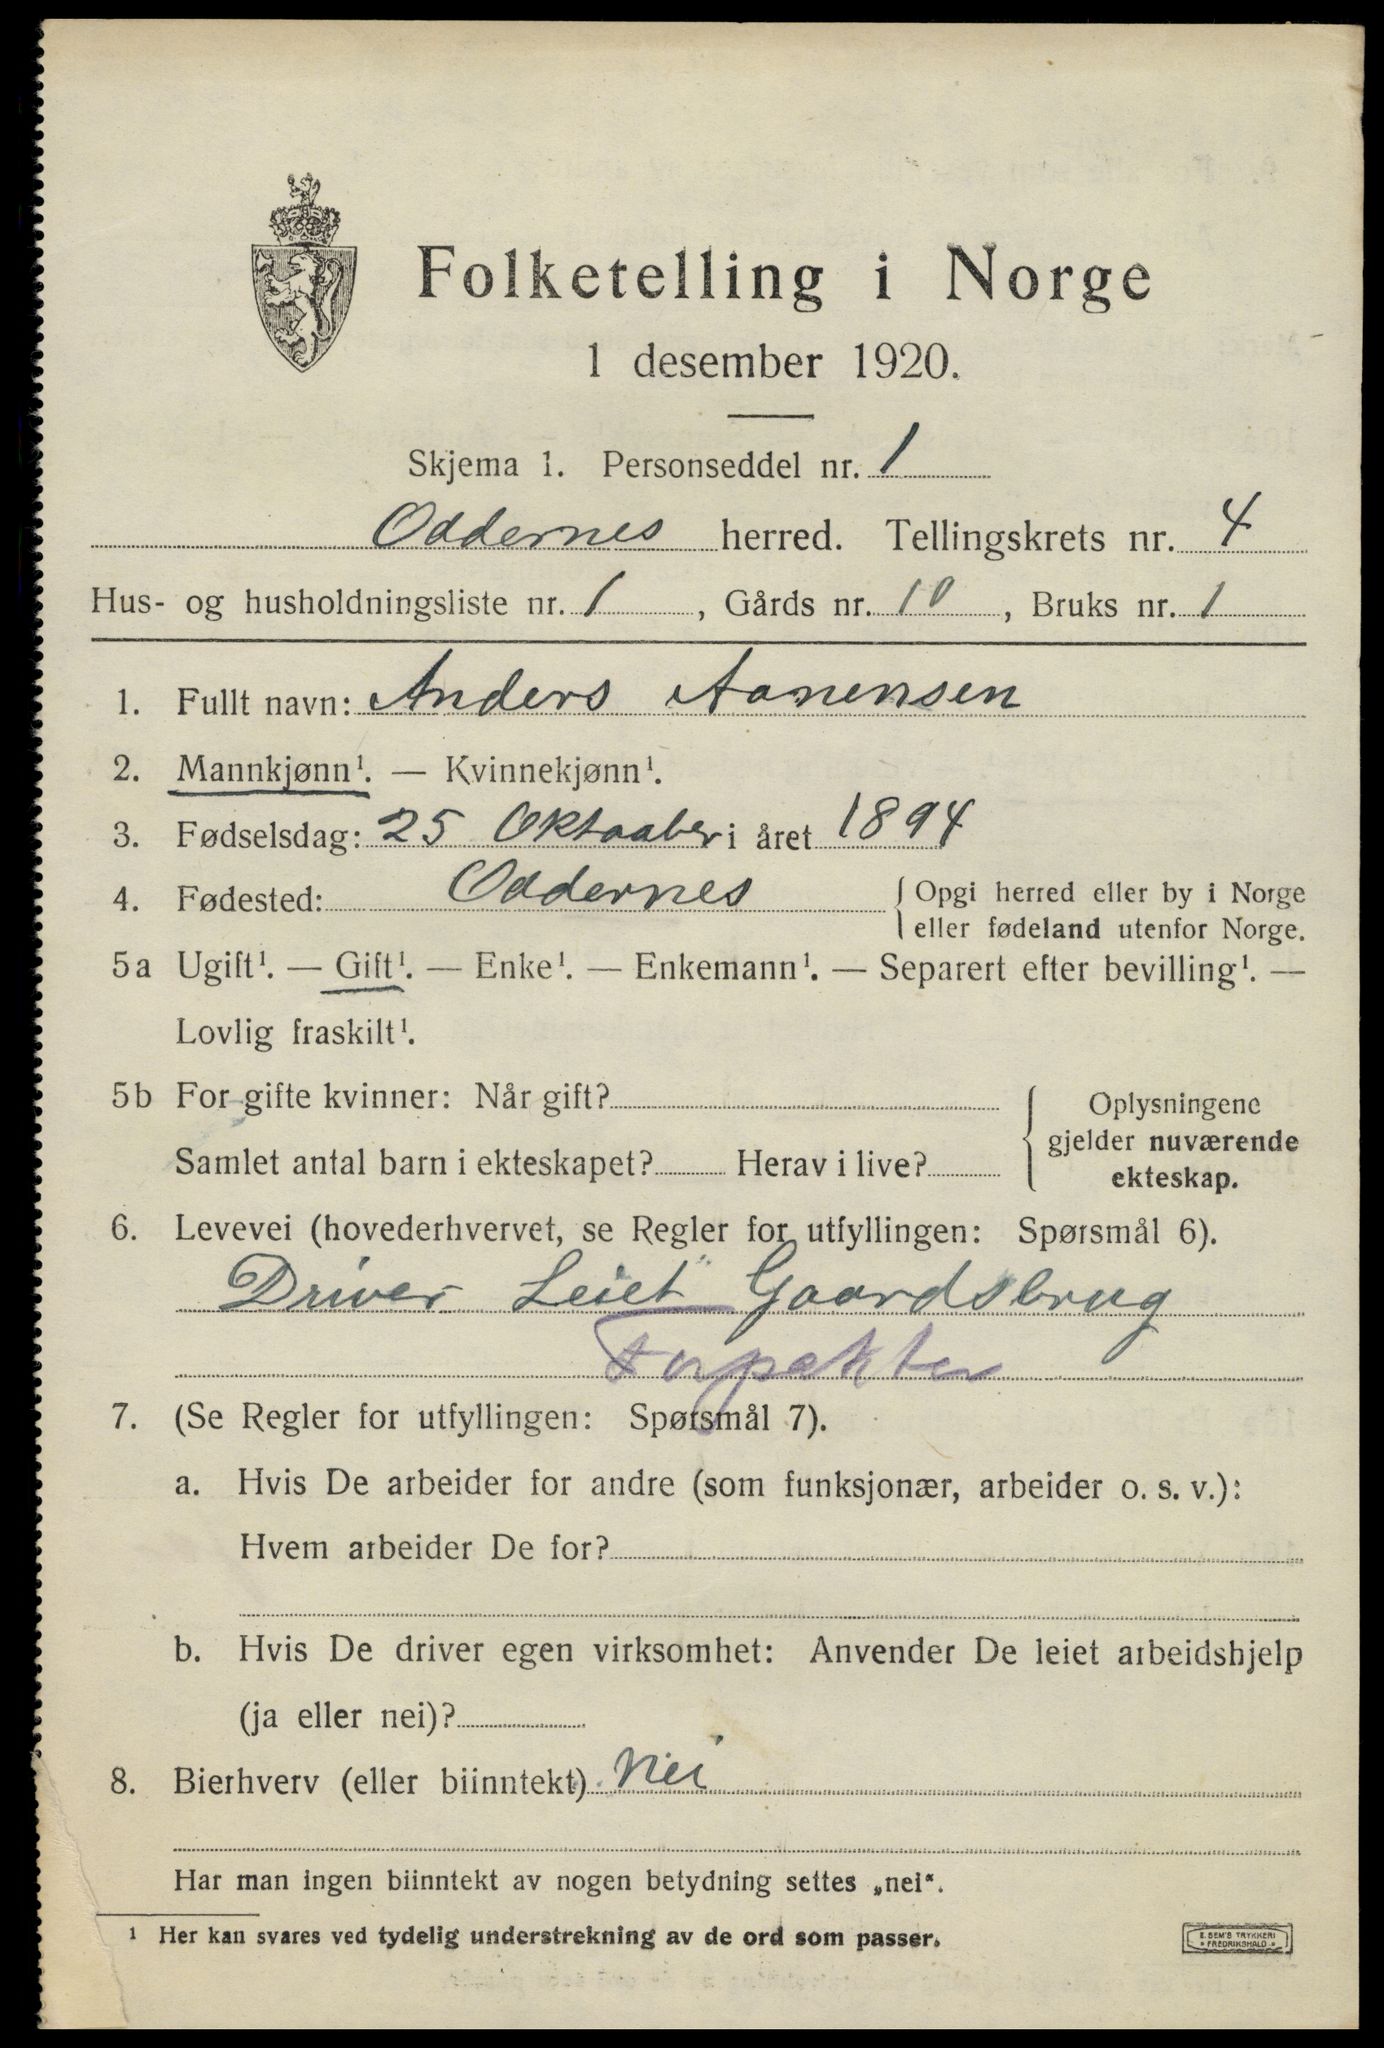 Folketelling i Norge
1 desember 1920.
Skjema 1. Personseddel nr. 1
Oddernes herred. Tellingskrets nr. 4
Hus- og husholdningsliste nr. 1, Gårds nr. 10, Bruks nr. 1
1. Fullt navn: Anders Aanensen
2. Mannkjønn¹. — Kvinnekjønn¹.
3. Fødselsdag: 25 Oktoober i året 1894
4. Fødested: Oddernes { Opgi herred eller by i Norge
eller fødeland utenfor Norge.
5a Ugift¹. — Gift¹. — Enke¹. — Enkemann¹. — Separert efter bevilling¹. —
Lovlig fraskilt¹.
5b For gifte kvinner: Når gift? { Oplysningene
gjelder nuværende
Samlet antal barn i ekteskapet? Herav i live?
ekteskap.
6. Levevei (hovederhvervet, se Regler for utfyllingen: Spørsmål 6).
Driver Leiet Gaardsbrug
Forpakter
7. (Se Regler for utfyllingen: Spørsmål 7).
a. Hvis De arbeider for andre (som funksjonær, arbeider o. s. v.):
Hvem arbeider De for?
b. Hvis De driver egen virksomhet: Anvender De leiet arbeidshjelp
(ja eller nei)?
8. Bierhverv (eller biinntekt) Nei
Har man ingen biinntekt av nogen betydning settes „nei“.
¹ Her kan svares ved tydelig understrekning av de ord som passer.
E. SEM'S TRYKKERI
FREDRIKSHALD